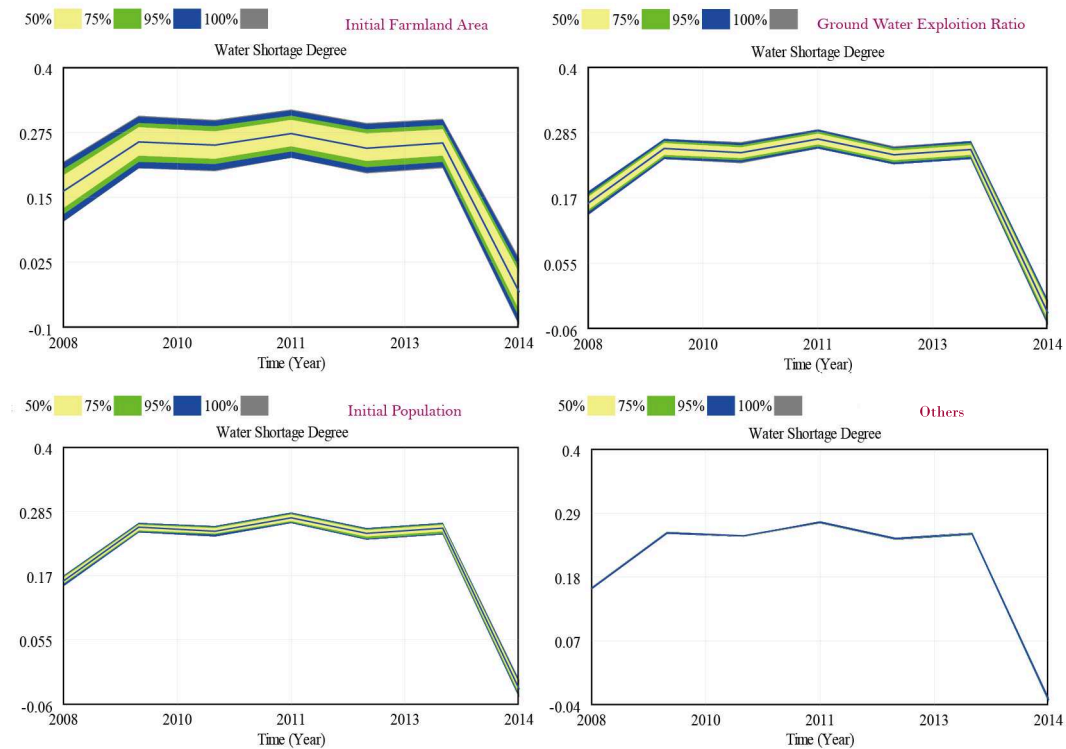 50% 75% 95% 100% Initial Farmland Area
Water Shortage Degree
0.4
0.275
0.15
0.025
-0.1
2008 2010 2011 2013 2014
Time (Year)
50% 75% 95% 100% Ground Water Exploition Ratio
Water Shortage Degree
0.4
0.285
0.17
0.055
-0.06
2008 2010 2011 2013 2014
Time (Year)
50% 75% 95% 100% Initial Population
Water Shortage Degree
0.4
0.285
0.17
0.055
-0.06
2008 2010 2011 2013 2014
Time (Year)
50% 75% 95% 100% Others
Water Shortage Degree
0.4
0.29
0.18
0.07
-0.04
2008 2010 2011 2013 2014
Time (Year)